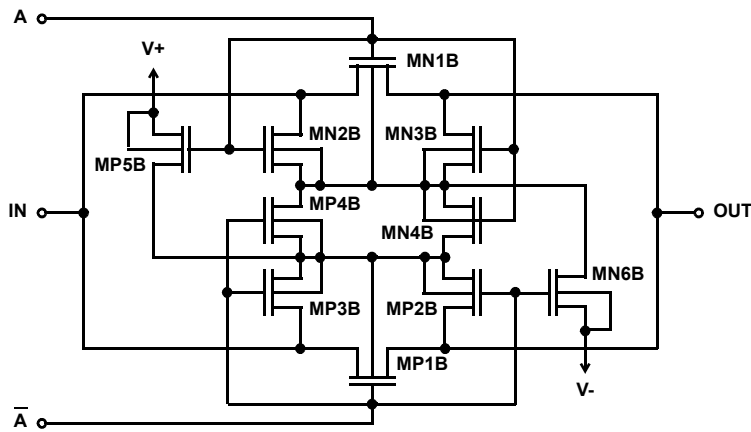 A
V+
MN1B
MN2B
MN3B
MP5B
MP4B
IN
OUT
MN4B
MN6B
MP3B
MP2B
MP1B
V-
A̅